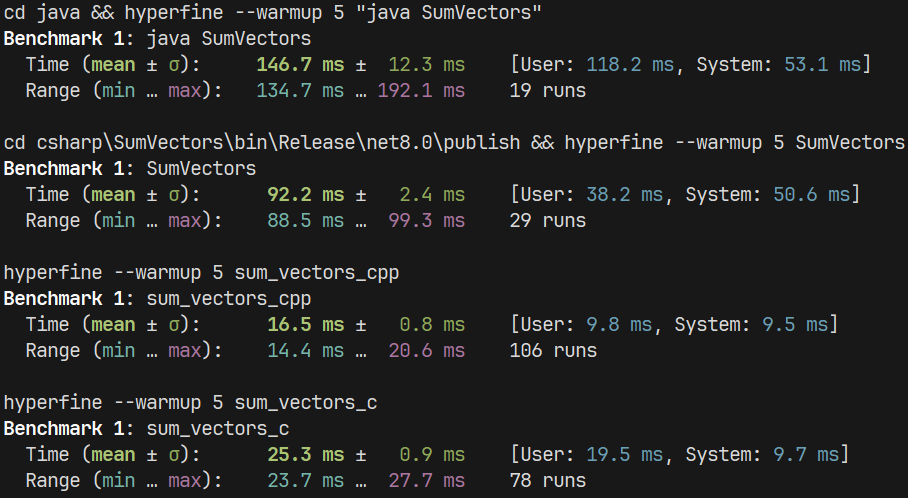 cd java && hyperfine --warmup 5 "java SumVectors"
Benchmark 1: java SumVectors
Time (mean ± σ): 146.7 ms ± 12.3 ms [User: 118.2 ms, System: 53.1 ms]
Range (min … max): 134.7 ms … 192.1 ms 19 runs
cd csharp\SumVectors\bin\Release\net8.0\publish && hyperfine --warmup 5 SumVectors
Benchmark 1: SumVectors
Time (mean ± σ): 92.2 ms ± 2.4 ms [User: 38.2 ms, System: 50.6 ms]
Range (min … max): 88.5 ms … 99.3 ms 29 runs
hyperfine --warmup 5 sum_vectors_cpp
Benchmark 1: sum_vectors_cpp
Time (mean ± σ): 16.5 ms ± 0.8 ms [User: 9.8 ms, System: 9.5 ms]
Range (min … max): 14.4 ms … 20.6 ms 106 runs
hyperfine --warmup 5 sum_vectors_c
Benchmark 1: sum_vectors_c
Time (mean ± σ): 25.3 ms ± 0.9 ms [User: 19.5 ms, System: 9.7 ms]
Range (min … max): 23.7 ms … 27.7 ms 78 runs